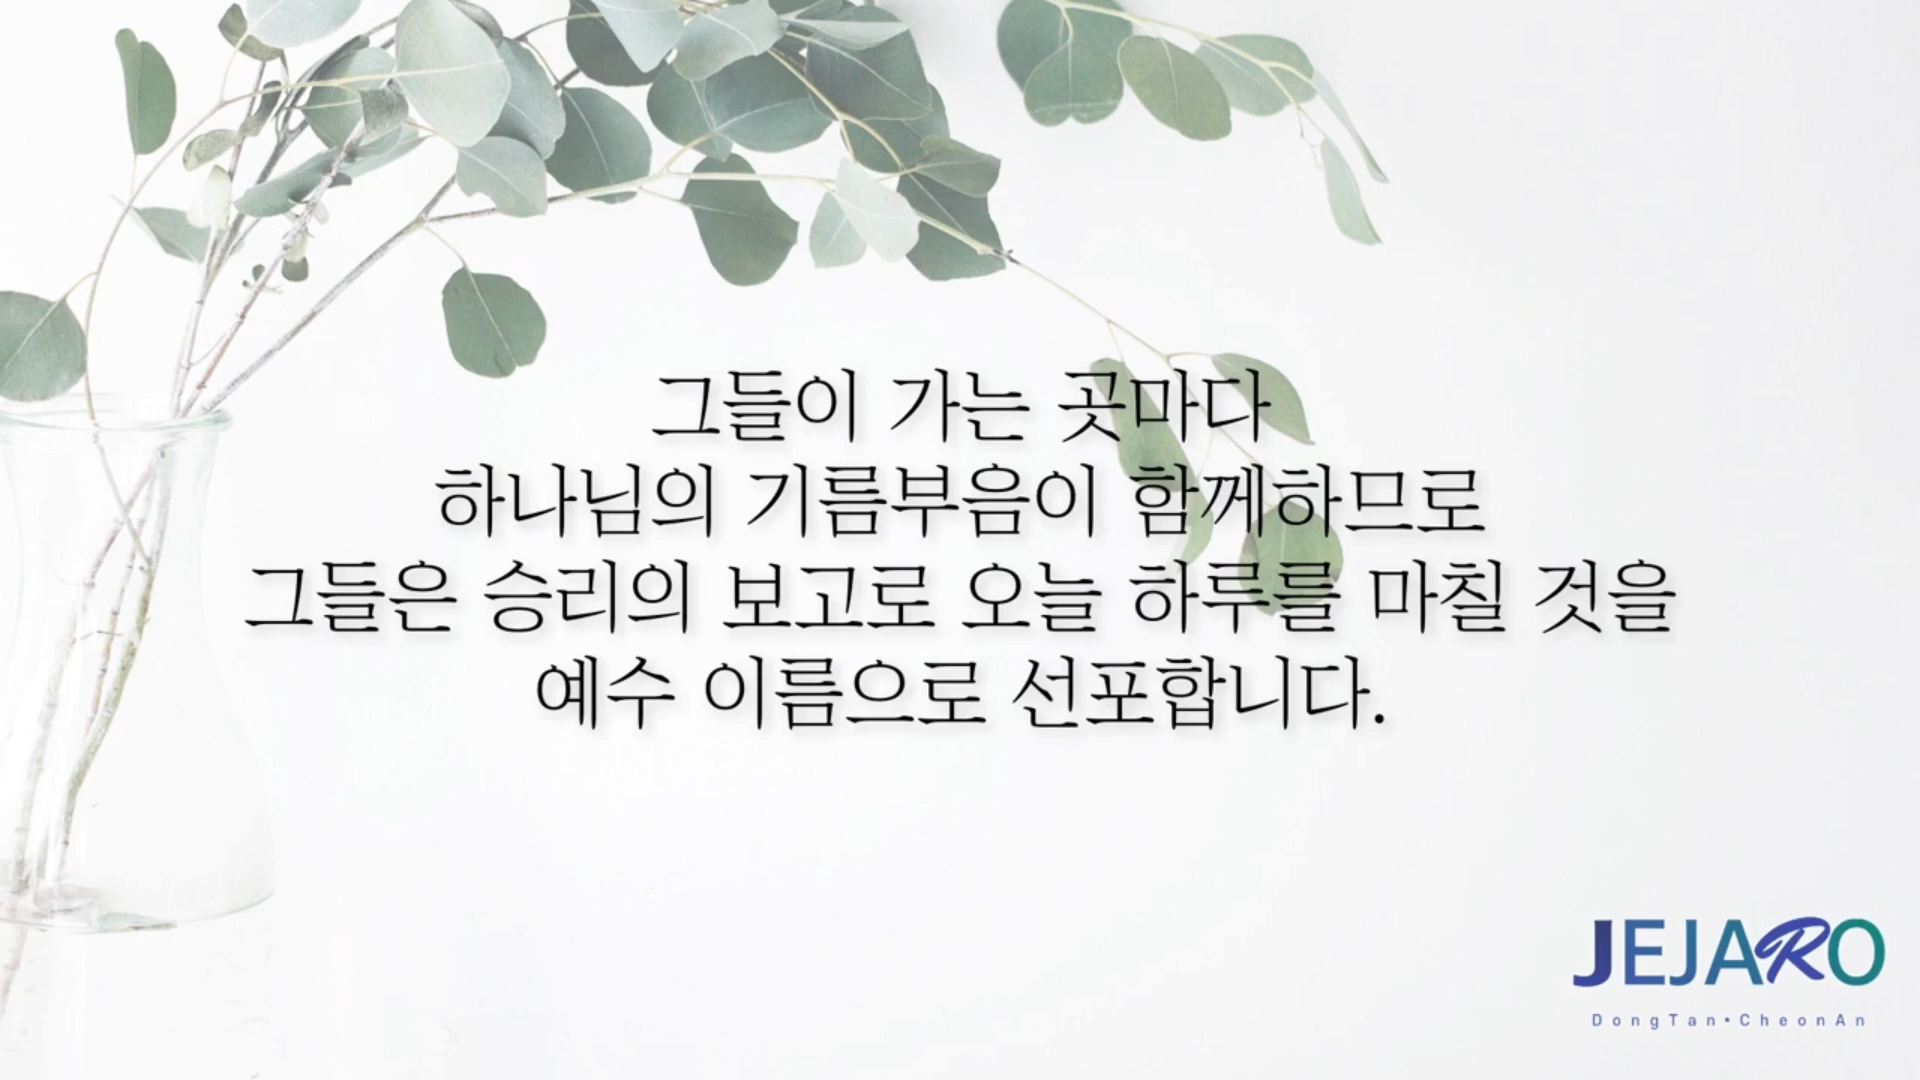 그들이 가는 곳마다
하나님의 기름부음이 함께하므로
그들은 승리의 보고로 오늘 하루를 마칠 것을
예수 이름으로 선포합니다.
JEJARO
DongTan•CheonAn